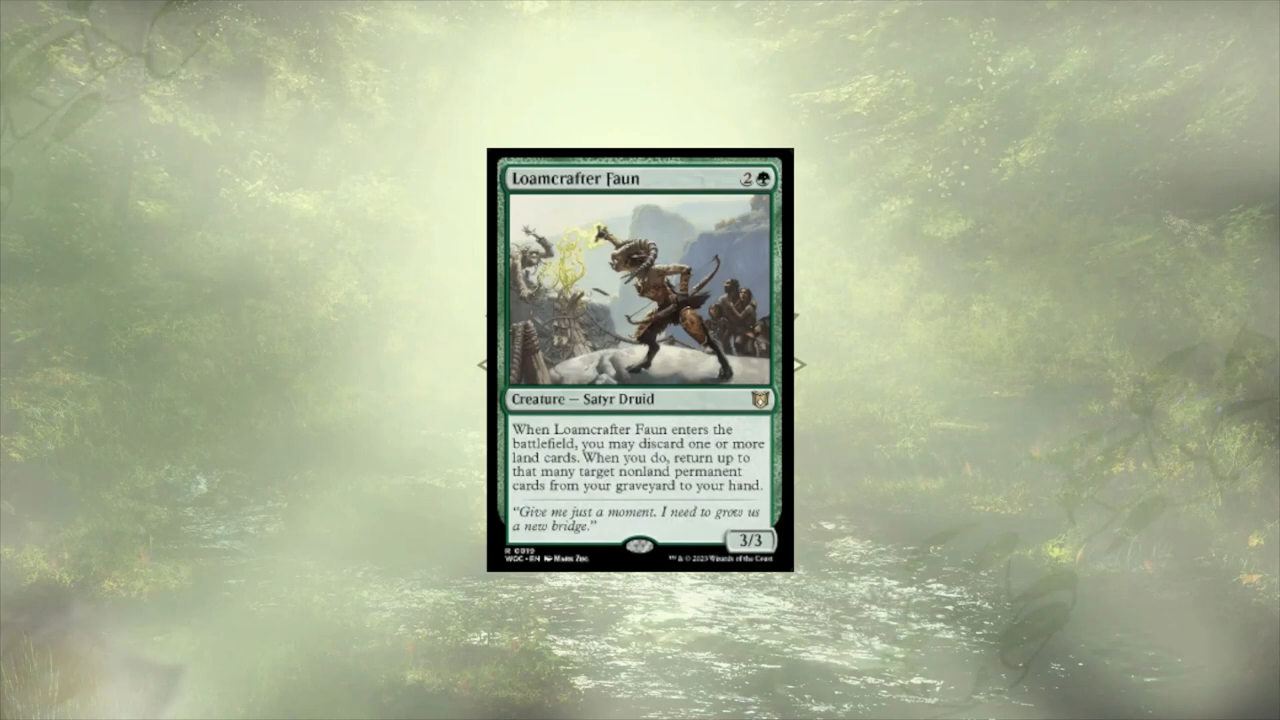 Loamcrafter Faun 2
Creature — Satyr Druid
When Loamcrafter Faun enters the
battlefield, you may discard one or more
land cards. When you do, return up to
that many target nonland permanent
cards from your graveyard to your hand.
"Give me just a moment. I need to grow us
a new bridge."
3/3
R 0019
WOC • EN Mark Zug
™ & © 2023 Wizards of the Coast